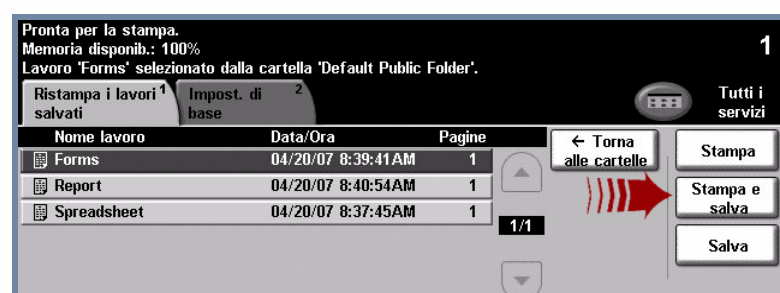 Pronta per la stampa.
Memoria disponib.: 100%
1
Lavoro 'Forms' selezionato dalla cartella 'Default Public Folder'.
Ristampa i lavori 1
salvati
Impost. di 2
base
Tutti i
servizi
Nome lavoro Data/Ora Pagine
Forms 04/20/07 8:39:41AM 1
Report 04/20/07 8:40:54AM 1
Spreadsheet 04/20/07 8:37:45AM 1
1/1
← Torna
alle cartelle
Stampa
Stampa e
salva
Salva